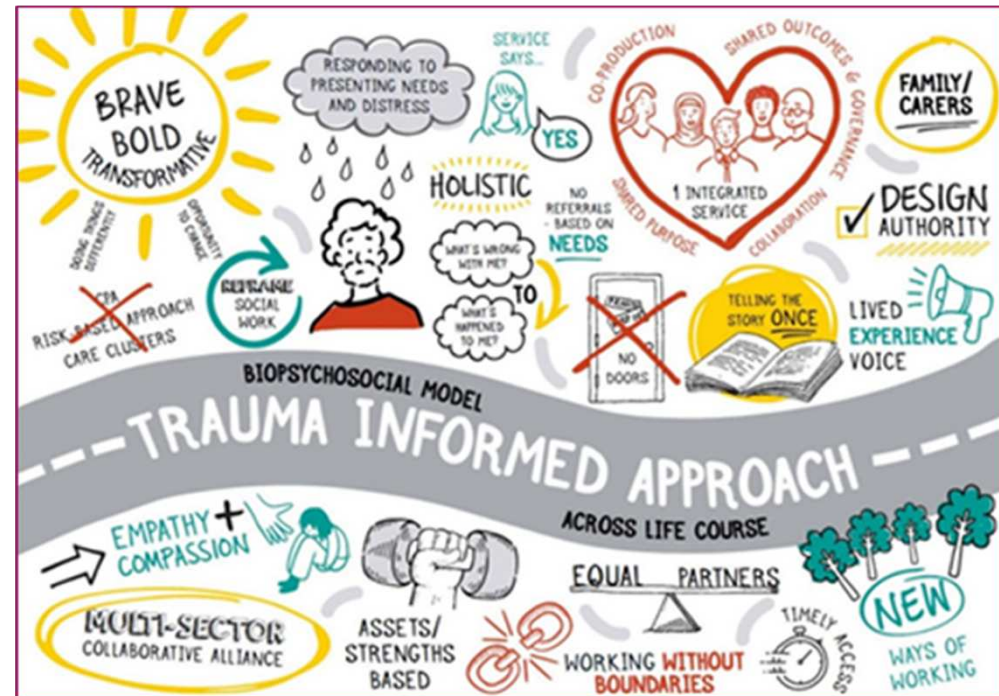 BRAVE
BOLD
TRANSFORMATIVE
DOING THINGS
DIFFERENTLY
OPPORTUNITY
TO CHANGE
RESPONDING TO
PRESENTING NEEDS
AND DISTRESS
SERVICE
SAYS...
YES
CO-PRODUCTION
SHARED OUTCOMES & GOVERNANCE
SHARED PURPOSE
COLLABORATION
1 INTEGRATED
SERVICE
FAMILY/
CARERS
DESIGN
AUTHORITY
HOLISTIC
NO
REFERRALS
- BASED ON
NEEDS
WHAT'S WRONG
WITH ME?
TO
WHAT'S
HAPPENED
TO ME?
REFRAME
SOCIAL
WORK
CPA
RISK BASED APPROACH
CARE CLUSTERS
NO
DOORS
TELLING THE
STORY ONCE
LIVED
EXPERIENCE
VOICE
BIOPSYCHOSOCIAL MODEL
TRAUMA INFORMED APPROACH
ACROSS LIFE COURSE
EMPATHY +
COMPASSION
MULTI-SECTOR
COLLABORATIVE ALLIANCE
ASSETS/
STRENGTHS
BASED
EQUAL PARTNERS
WORKING WITHOUT
BOUNDARIES
TIMELY ACCESS
NEW
WAYS OF
WORKING